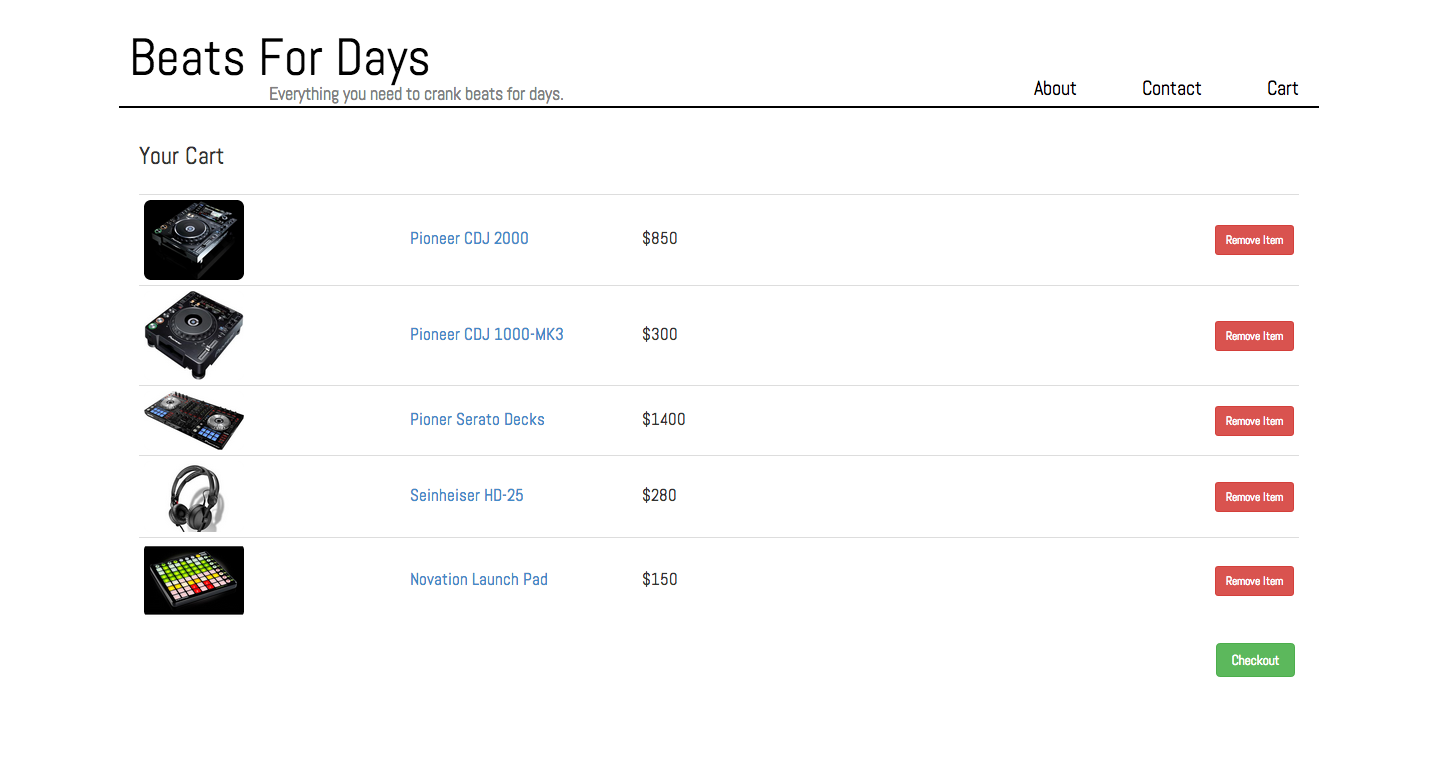 Beats For Days
Everything you need to crank beats for days.
About Contact Cart
Your Cart
Pioneer CDJ 2000 $850 Remove Item
Pioneer CDJ 1000-MK3 $300 Remove Item
Pioner Serato Decks $1400 Remove Item
Seinheiser HD-25 $280 Remove Item
Novation Launch Pad $150 Remove Item
Checkout